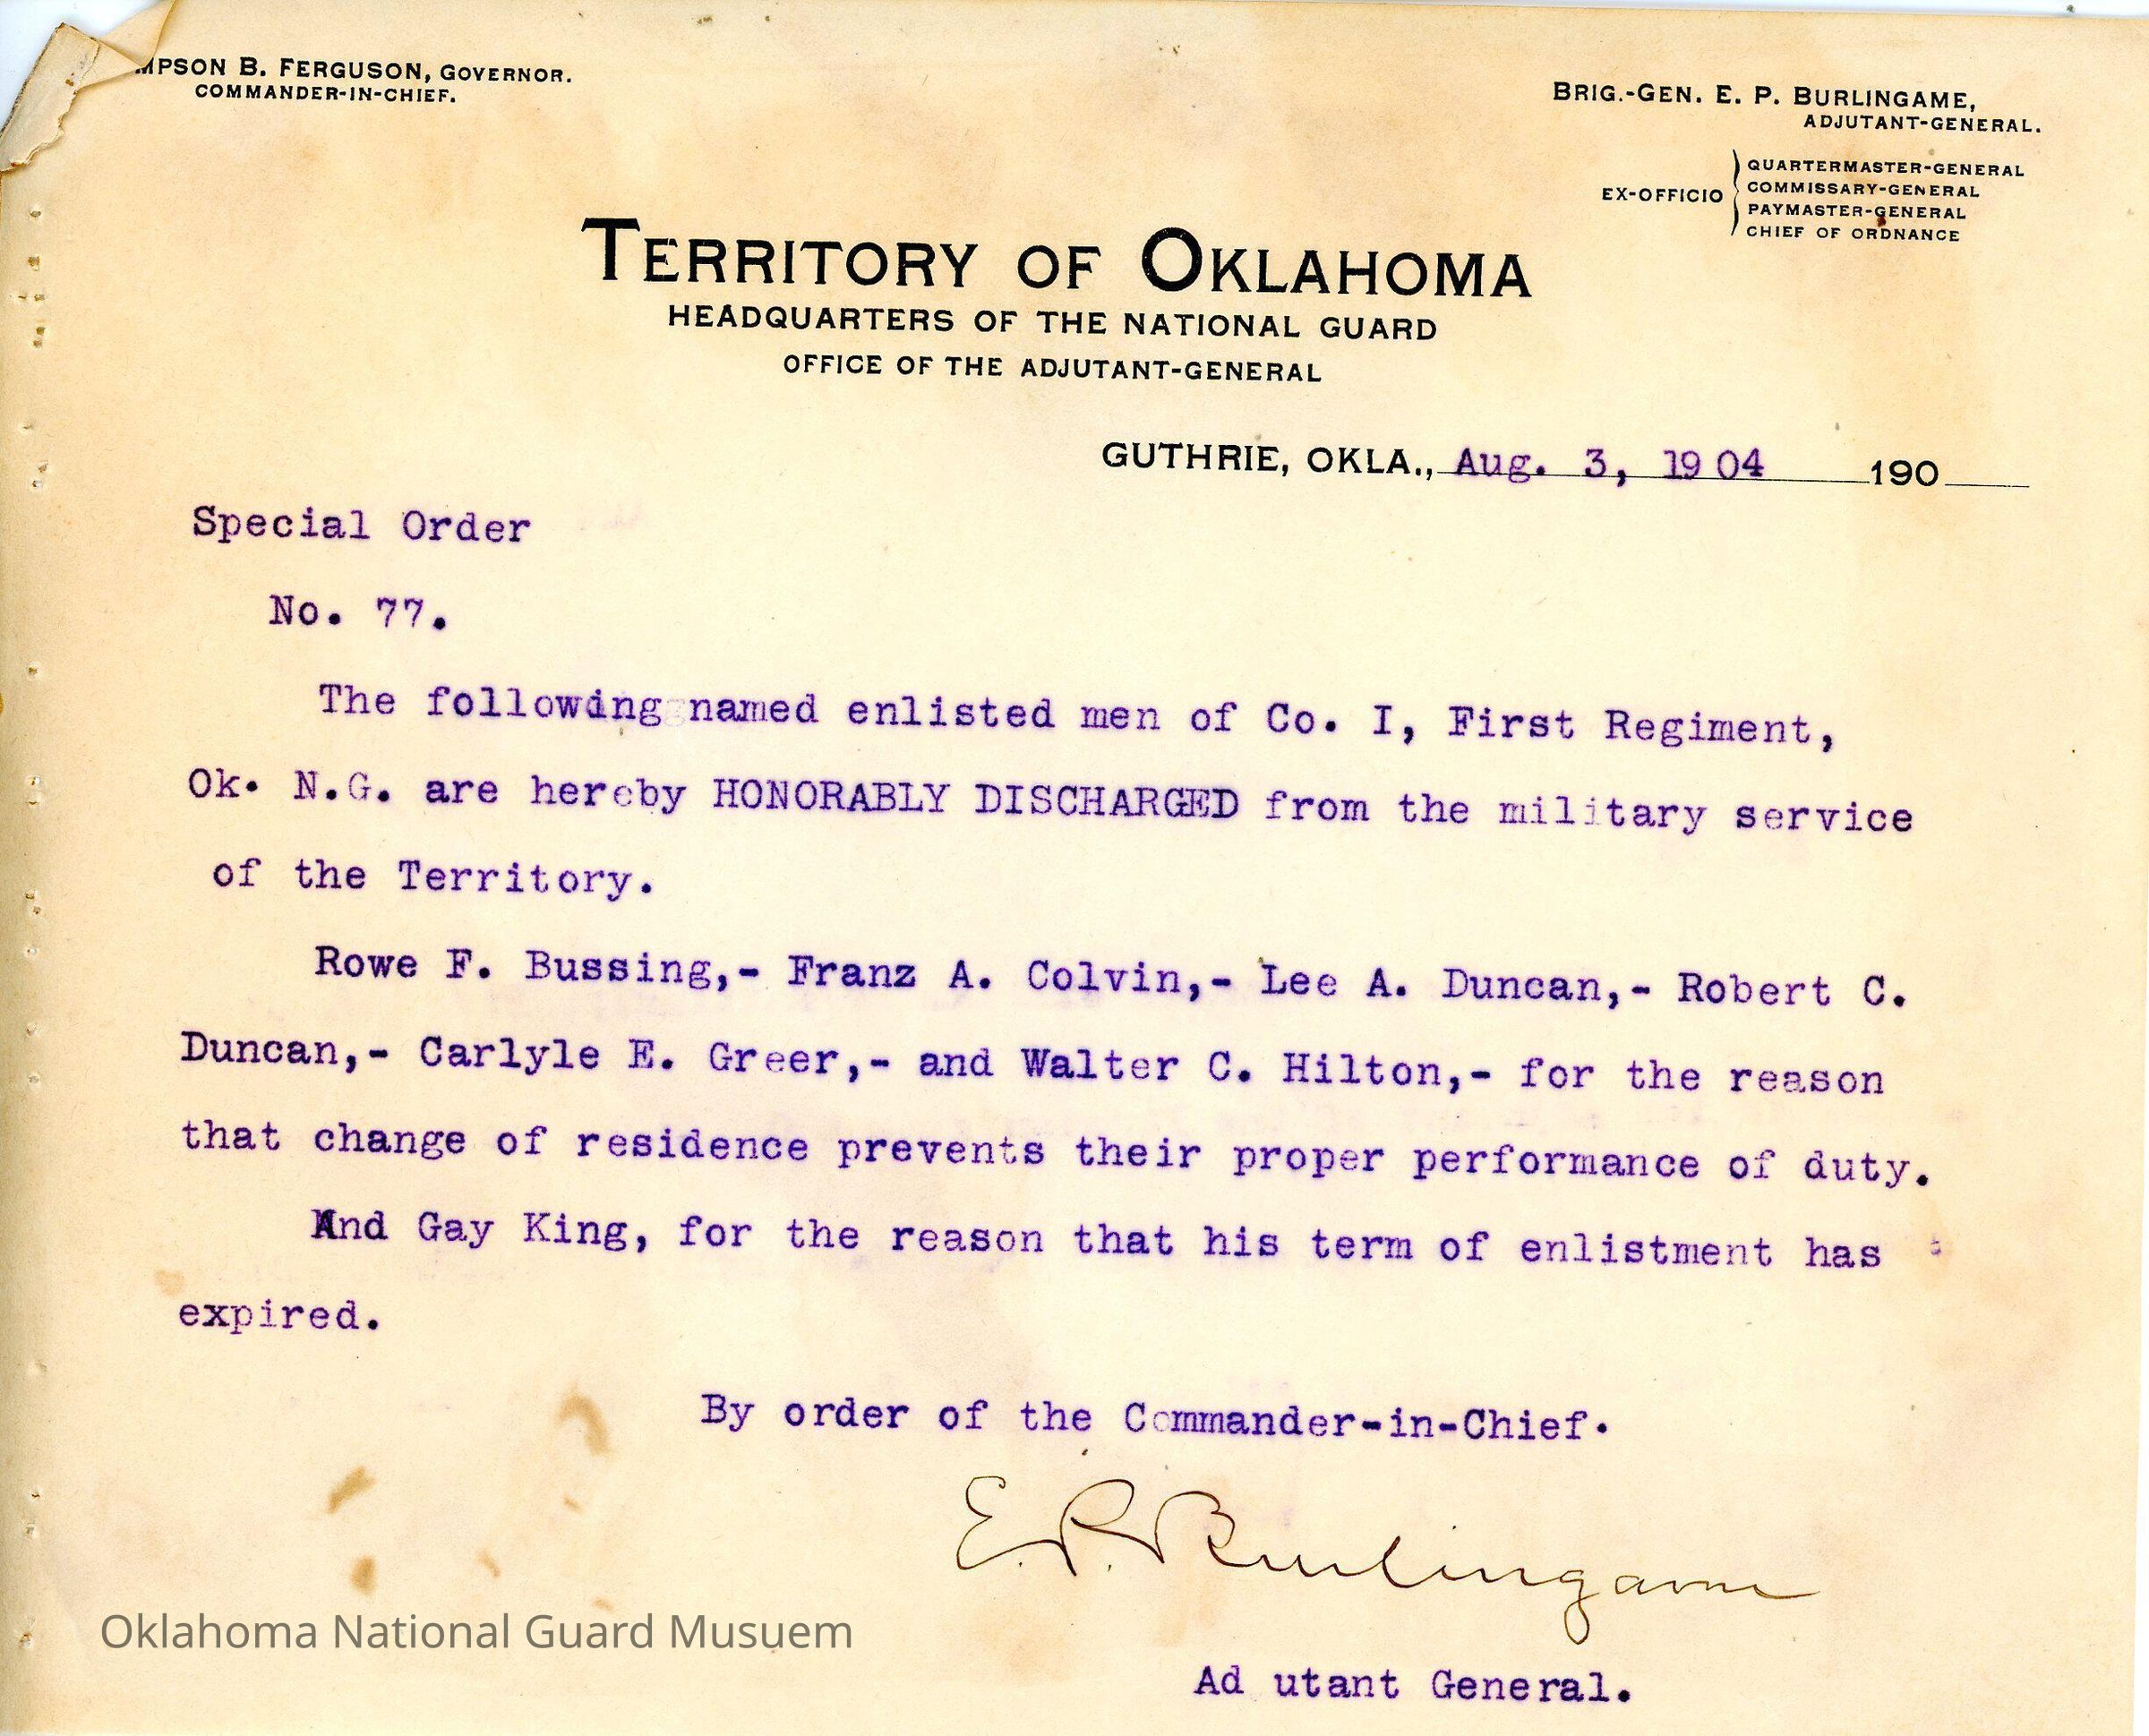 MPSON B. FERGUSON, GOVERNOR.
COMMANDER-IN-CHIEF.
BRIG.-GEN. E. P. BURLINGAME,
ADJUTANT-GENERAL.
EX-OFFICIO
QUARTERMASTER-GENERAL
COMMISSARY-GENERAL
PAYMASTER-GENERAL
CHIEF OF ORDNANCE
TERRITORY OF OKLAHOMA
HEADQUARTERS OF THE NATIONAL GUARD
OFFICE OF THE ADJUTANT-GENERAL
GUTHRIE, OKLA., Aug. 3, 1904 190
Special Order
No. 77.
The following named enlisted men of Co. I, First Regiment,
Ok. N.G. are hereby HONORABLY DISCHARGED from the military service
of the Territory.
Rowe F. Bussing,- Franz A. Colvin,- Lee A. Duncan,- Robert C.
Duncan,- Carlyle E. Greer,- and Walter C. Hilton,- for the reason
that change of residence prevents their proper performance of duty.
And Gay King, for the reason that his term of enlistment has
expired.
By order of the Commander-in-Chief.
E. P. Burlingame
Ad utant General.
Oklahoma National Guard Musuem